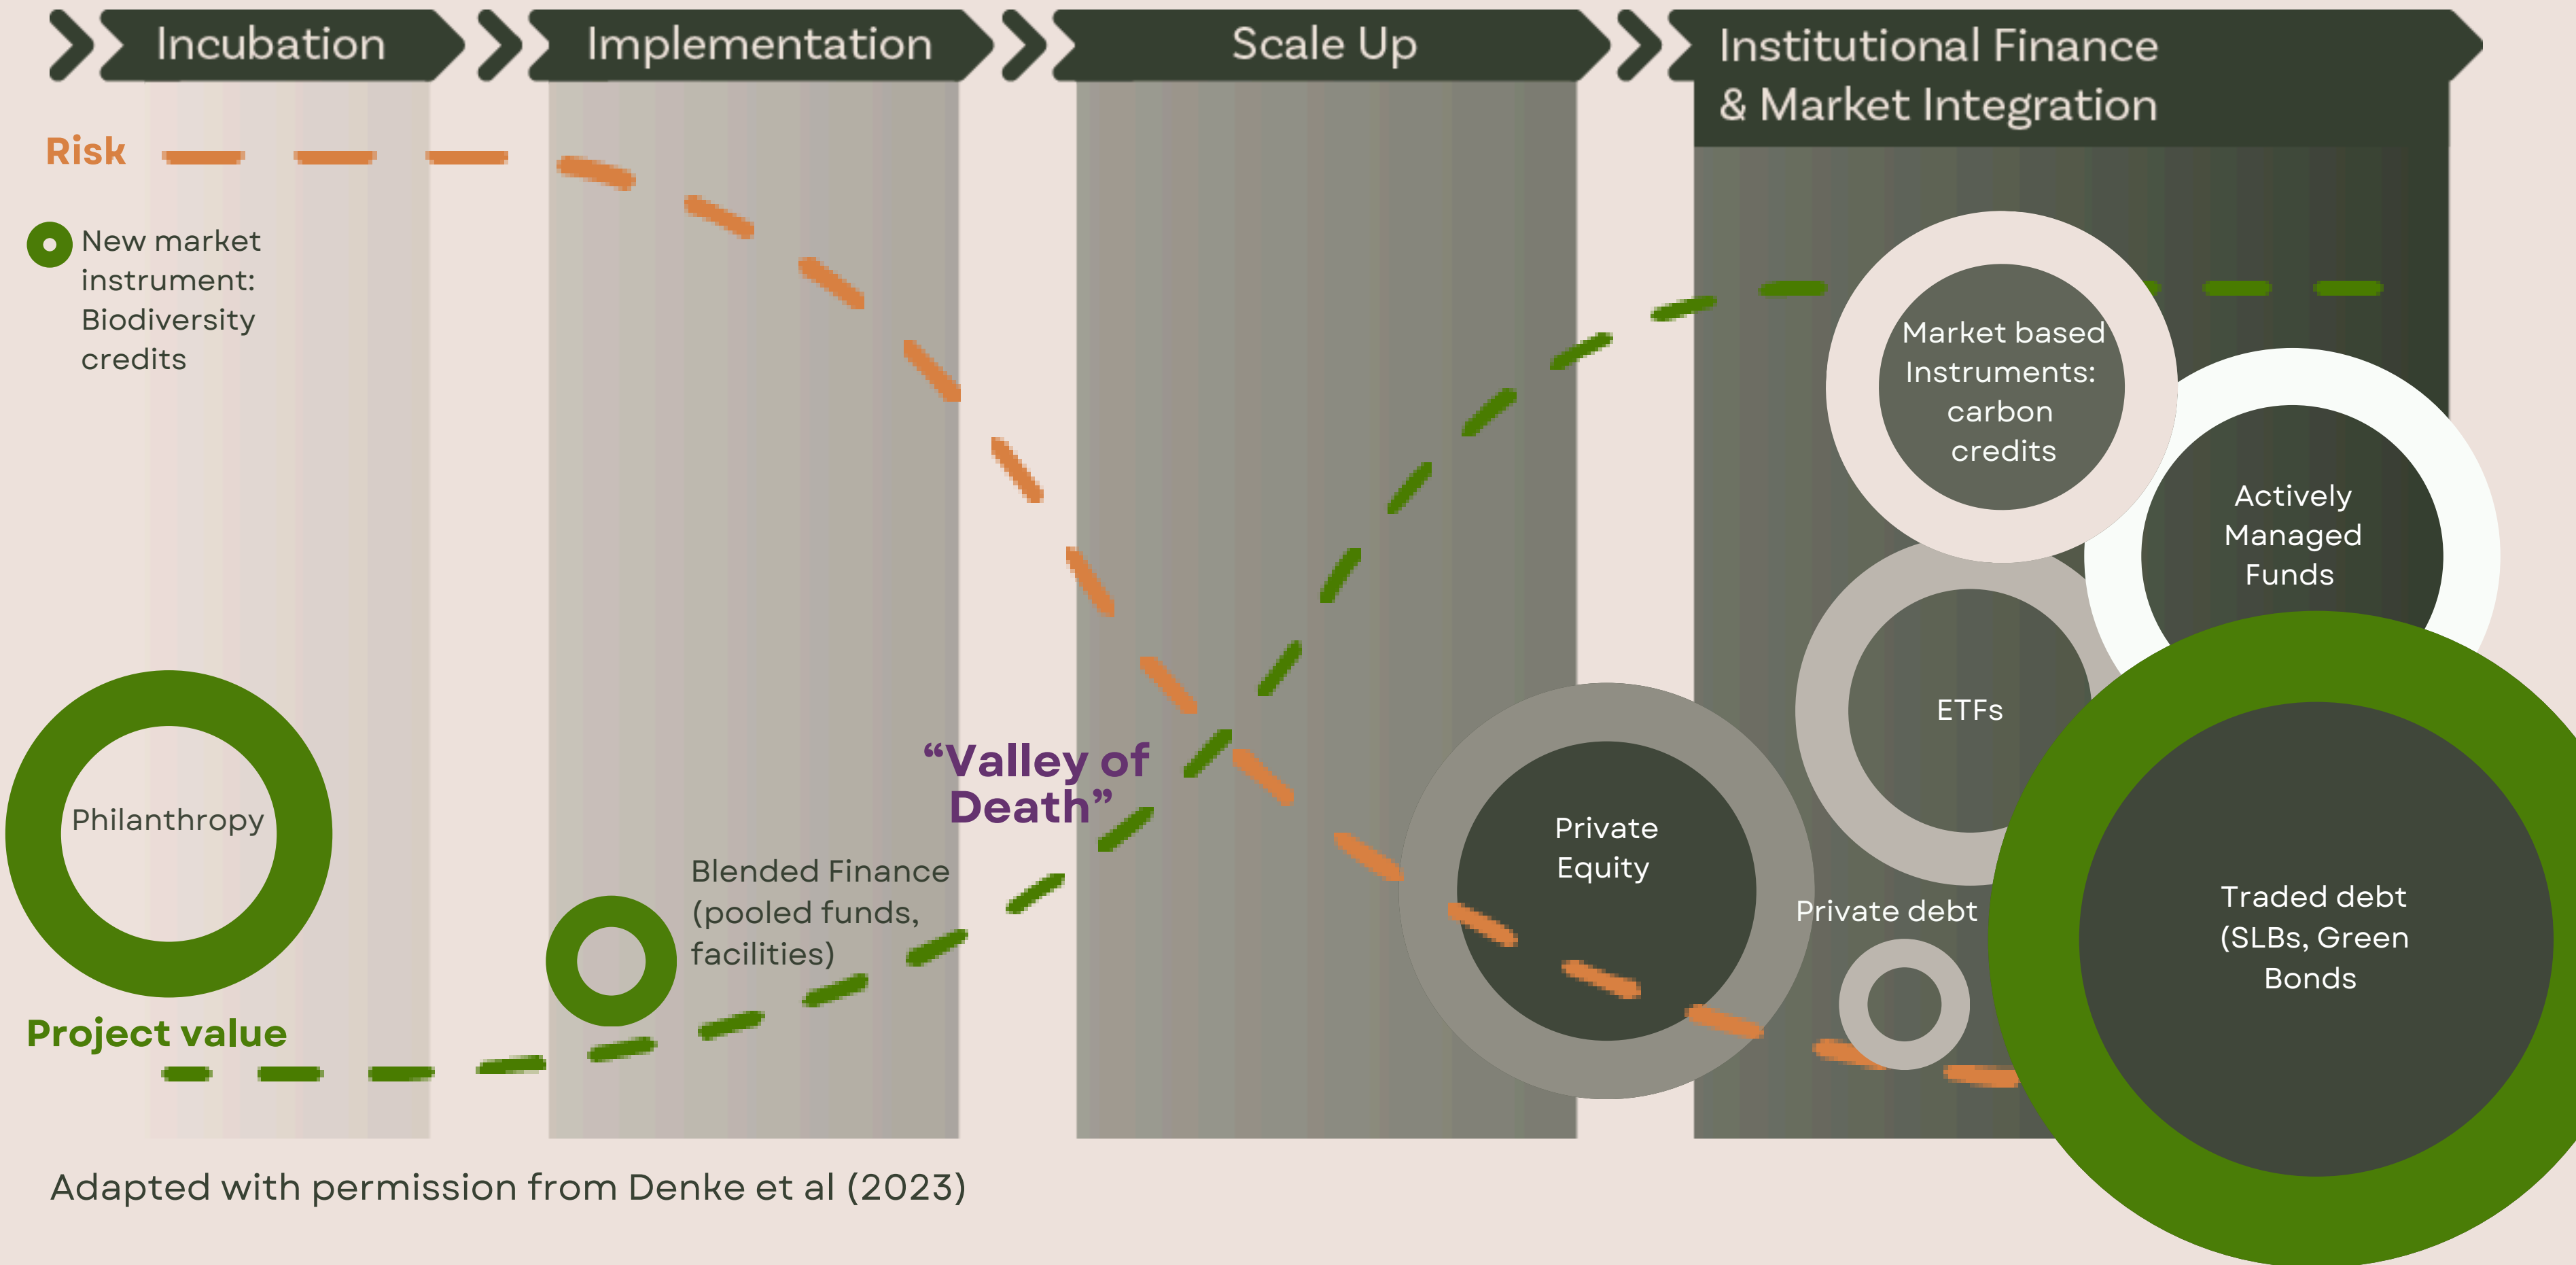 Incubation
Implementation
Scale Up
Institutional Finance
& Market Integration
Risk
New market
instrument:
Biodiversity
credits
Market based
Instruments:
carbon
credits
Actively
Managed
Funds
ETFs
Philanthropy
“Valley of
Death”
Private
Equity
Blended Finance
(pooled funds,
facilities)
Private debt
Traded debt
(SLBs, Green
Bonds
Project value
Adapted with permission from Denke et al (2023)